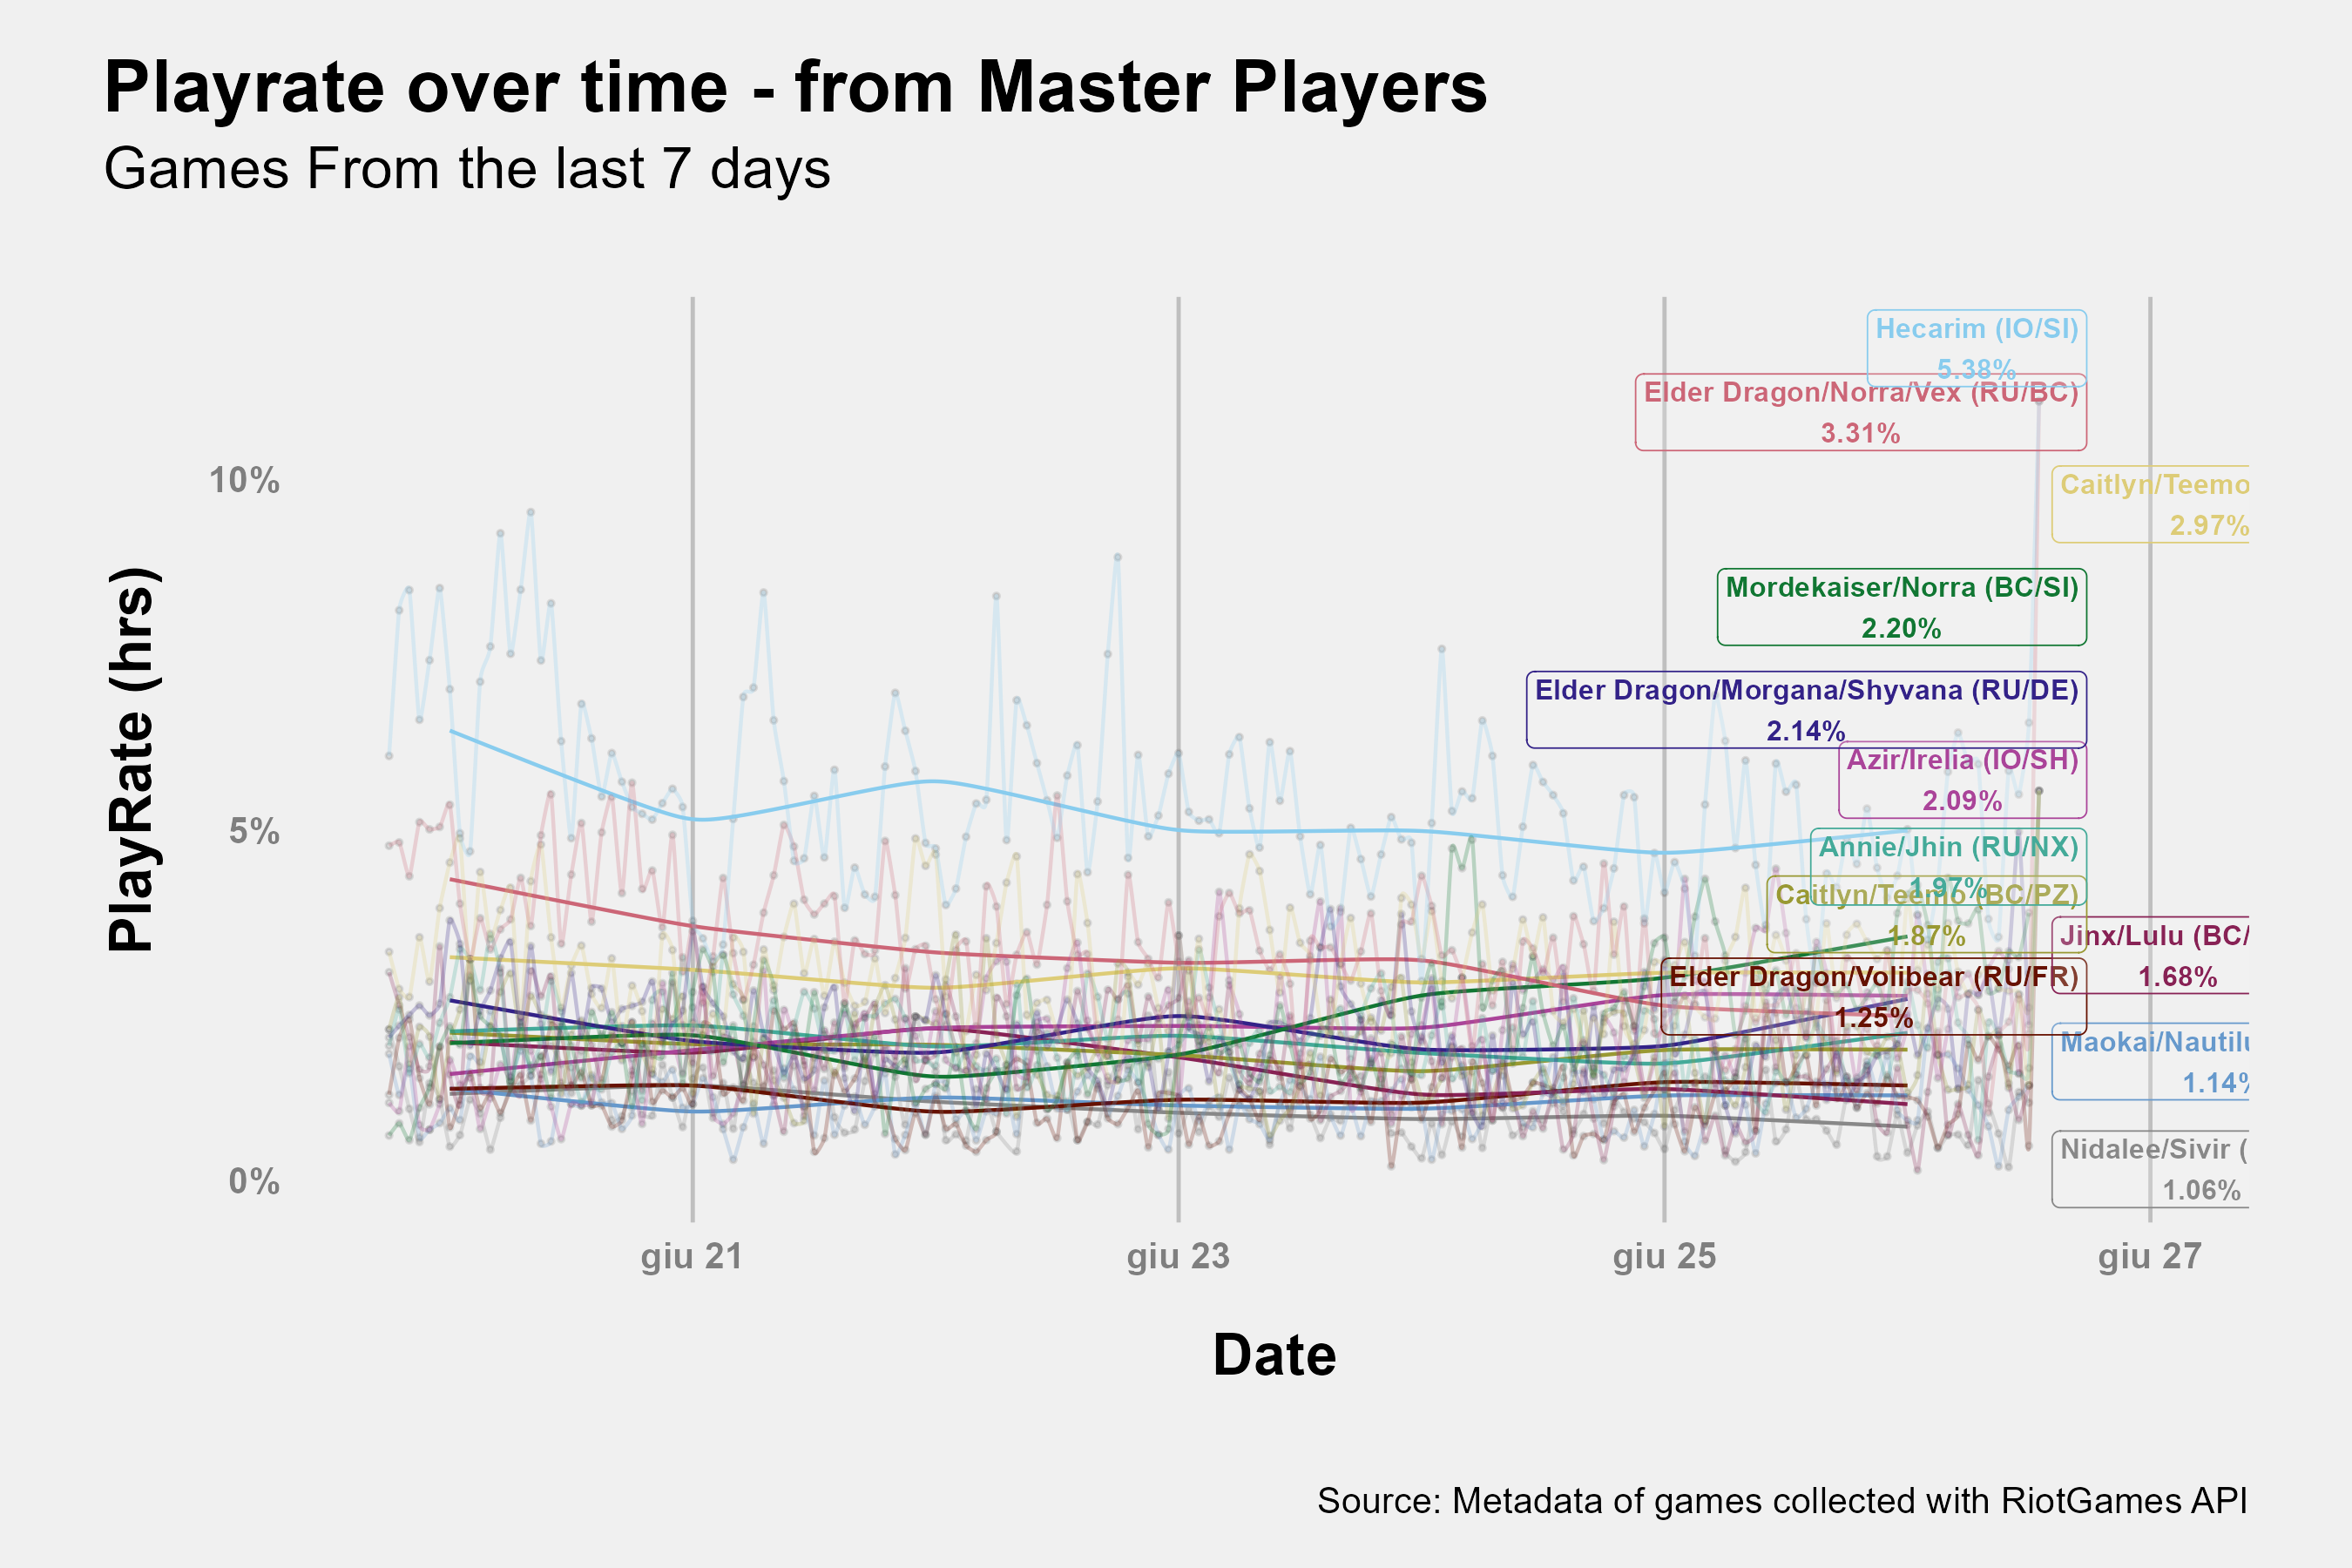 Playrate over time - from Master Players
Games From the last 7 days
PlayRate (hrs)
10%
5%
0%
Hecarim (IO/SI)
5.38%
Elder Dragon/Norra/Vex (RU/BC)
3.31%
Caitlyn/Teemo
2.97%
Mordekaiser/Norra (BC/SI)
2.20%
Elder Dragon/Morgana/Shyvana (RU/DE)
2.14%
Azir/Irelia (IO/SH)
2.09%
Annie/Jhin (RU/NX)
1.97%
Caitlyn/Teemo (BC/PZ)
1.87%
Jinx/Lulu (BC/
1.68%
Elder Dragon/Volibear (RU/FR)
1.25%
Maokai/Nautilu
1.14%
Nidalee/Sivir (
1.06%
giu 21
giu 23
giu 25
giu 27
Date
Source: Metadata of games collected with RiotGames API